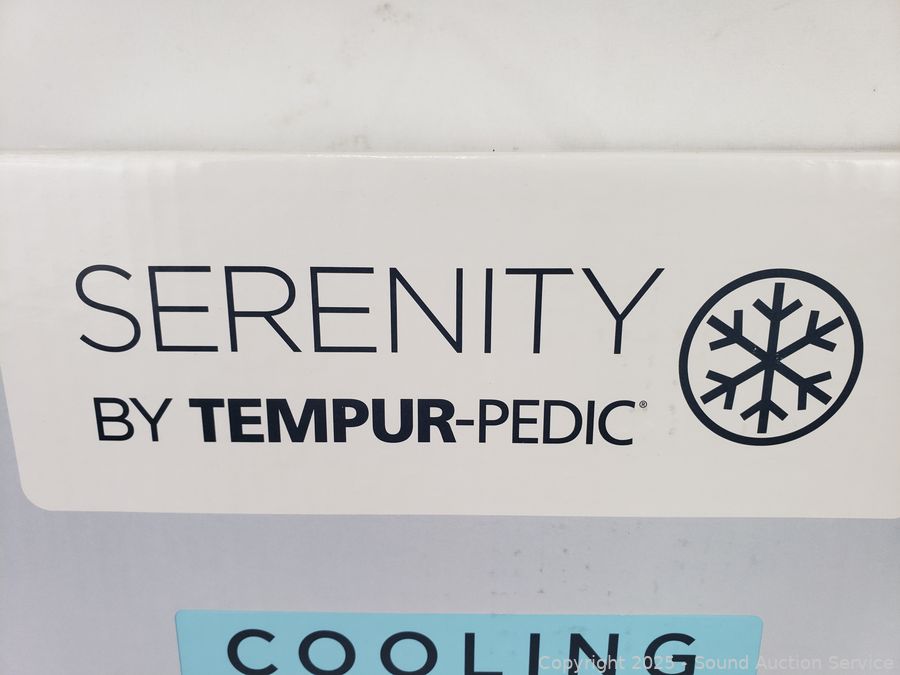 SERENITY
BY TEMPUR-PEDIC®
COOLING
Copyright 2025 - Sound Auction Service